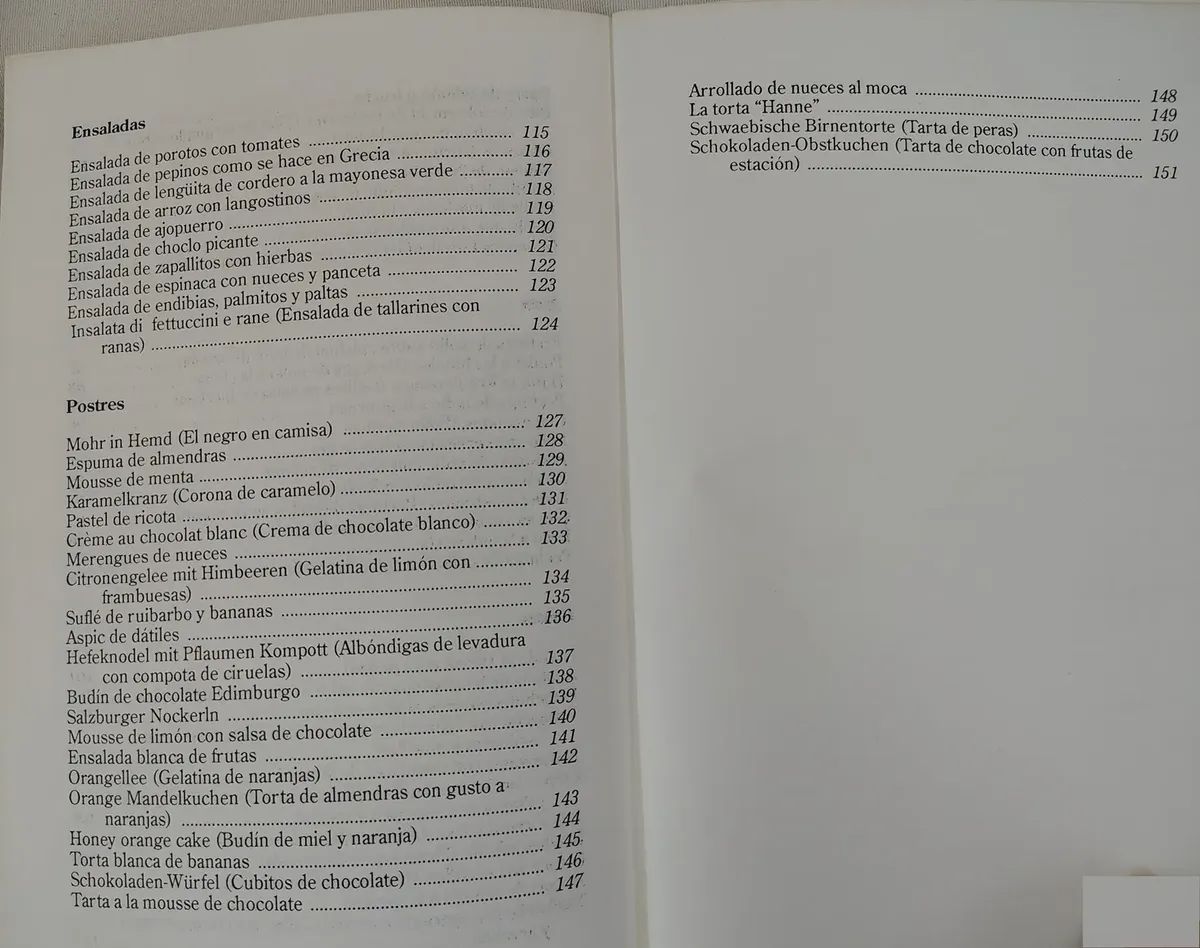 Ensaladas
Ensalada de porotos con tomates ........ 115
Ensalada de pepinos como se hace en Grecia ........ 116
Ensalada de lengüita de cordero a la mayonesa verde ........ 117
Ensalada de arroz con langostinos ........ 118
Ensalada de ajopuerro ........ 119
Ensalada de choclo picante ........ 120
Ensalada de zapallitos con hierbas ........ 121
Ensalada de espinaca con nueces y panceta ........ 122
Ensalada de endibias, palmitos y paltas ........ 123
Insalata di fettuccini e rane (Ensalada de tallarines con
ranas) ........ 124
Postres
Mohr in Hemd (El negro en camisa) ........ 127
Espuma de almendras ........ 128
Mousse de menta ........ 129
Karamelkranz (Corona de caramelo) ........ 130
Pastel de ricota ........ 131
Crème au chocolat blanc (Crema de chocolate blanco) ........ 132
Merengues de nueces ........ 133
Citronengelee mit Himbeeren (Gelatina de limón con ........
frambuesas) ........ 134
Suflé de ruibarbo y bananas ........ 135
Aspic de dátiles ........ 136
Hefeknodel mit Pflaumen Kompott (Albóndigas de levadura
con compota de ciruelas) ........ 137
Budín de chocolate Edimburgo ........ 138
Salzburger Nockerln ........ 139
Mousse de limón con salsa de chocolate ........ 140
Ensalada blanca de frutas ........ 141
Orangellee (Gelatina de naranjas) ........ 142
Orange Mandelkuchen (Torta de almendras con gusto a
naranjas) ........ 143
Honey orange cake (Budín de miel y naranja) ........ 144
Torta blanca de bananas ........ 145
Schokoladen-Würfel (Cubitos de chocolate) ........ 146
Tarta a la mousse de chocolate ........ 147
Arrollado de nueces al moca ........ 148
La torta “Hanne” ........ 149
Schwaebische Birnentorte (Tarta de peras) ........ 150
Schokoladen-Obstkuchen (Tarta de chocolate con frutas de
estación) ........ 151